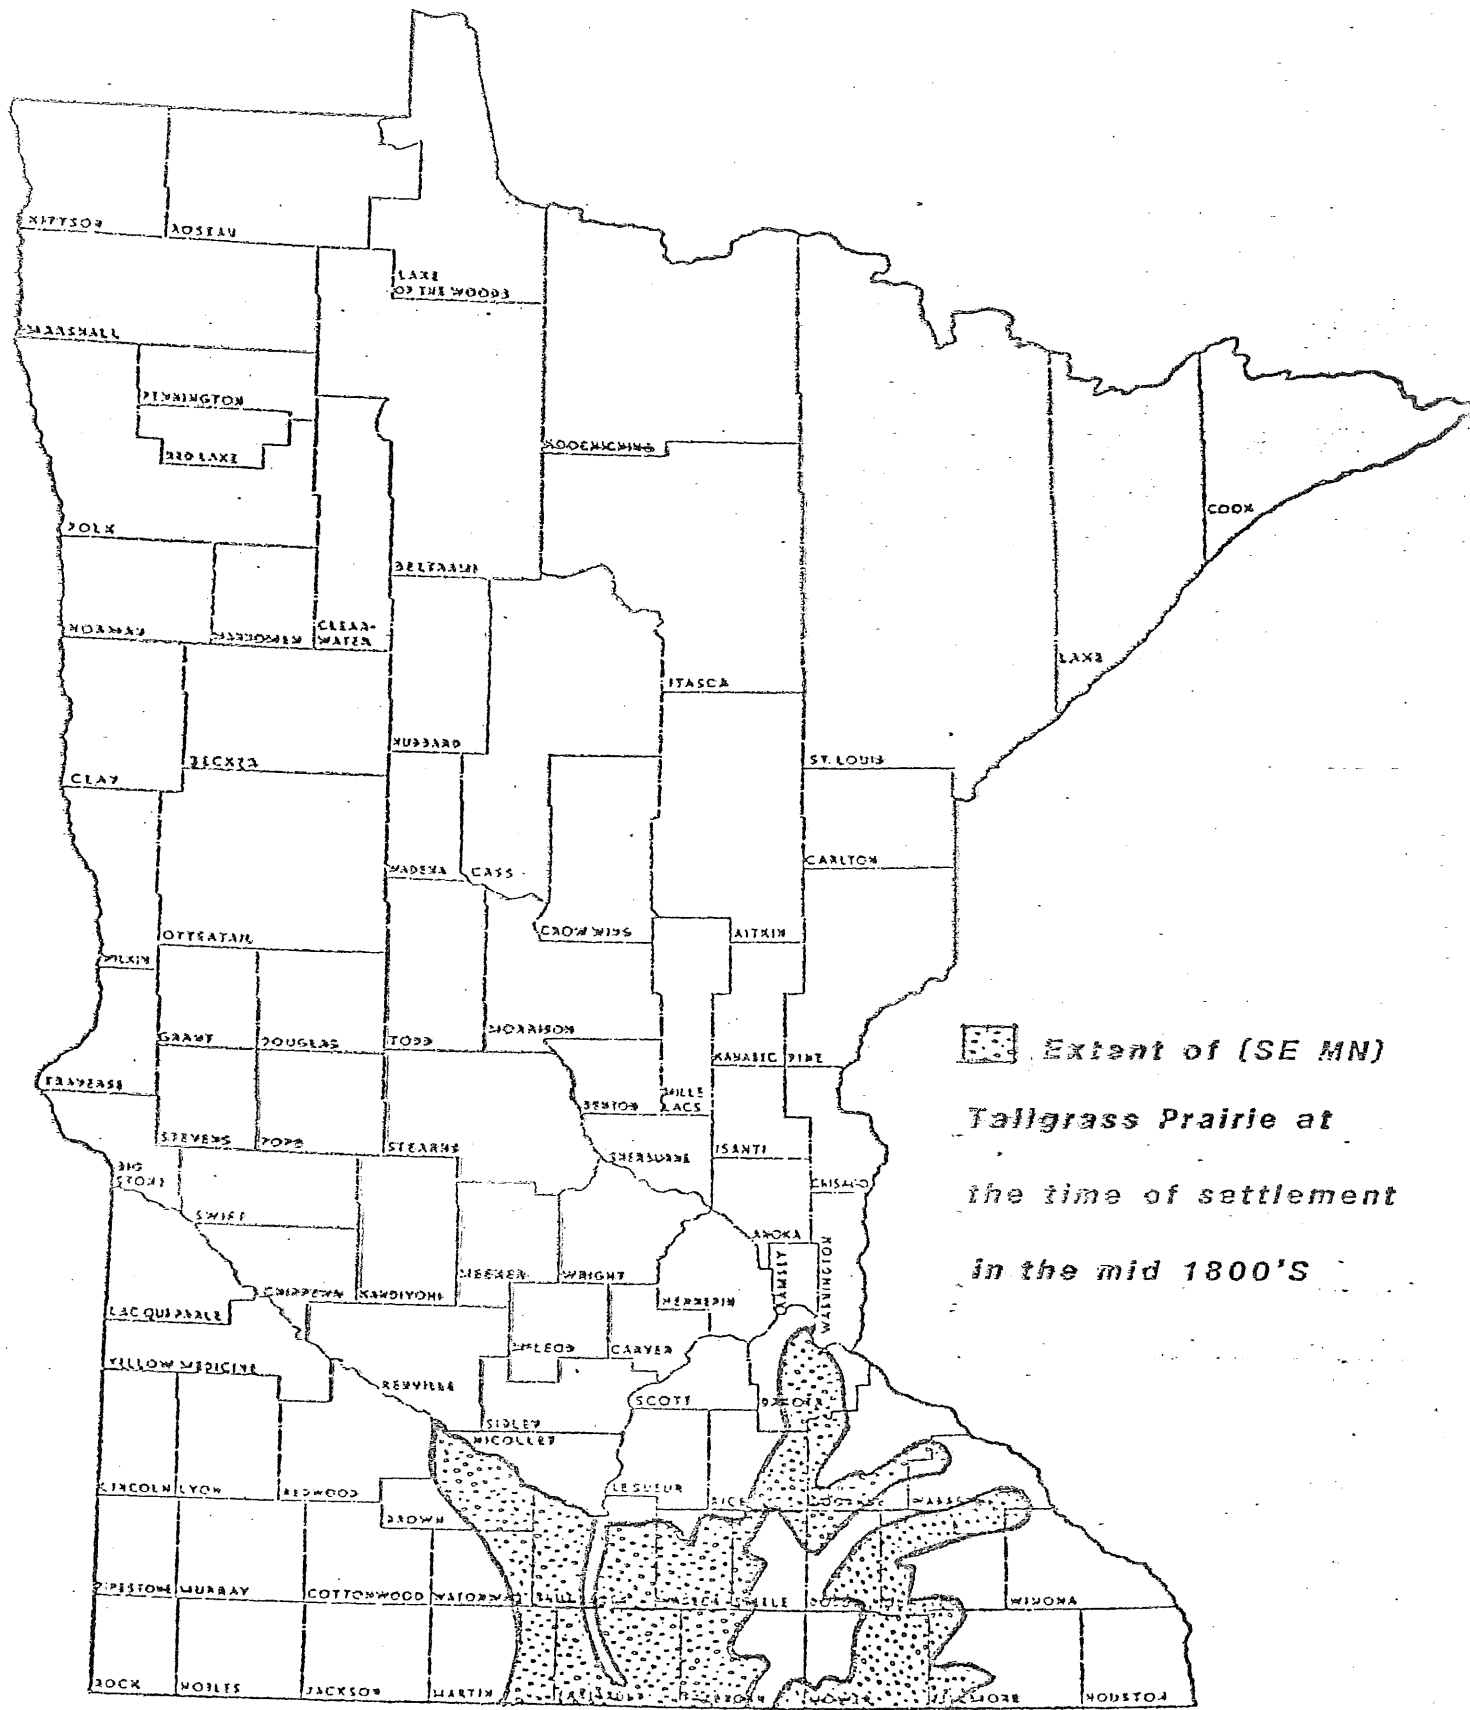 KITTSON
ROSEAU
LAKE
OF THE WOODS
MARSHALL
PENNINGTON
RED LAKE
KOOCHICHING
COOK
POLK
BELTRAMI
NORMAN
MAHNOMEN
CLEAR-
WATER
LAKE
ITASCA
HUBBARD
BECKER
CLAY
ST. LOUIS
CARLTON
WADENA
CASS
CROW WING
AITKIN
OTTERTAIL
WILKIN
GRANT
DOUGLAS
TODD
MORRISON
KANABEC
PINE
Extent of (SE MN)
Tallgrass Prairie at
the time of settlement
in the mid 1800'S
TRAVERSE
MILLE
LACS
BENTON
STEVENS
POPE
STEARNS
SHERBURNE
ISANTI
BIG
STONE
CHISAGO
SWIFT
ANOKA
RAMSEY
WASHINGTON
MEEKER
WRIGHT
CHIPPEWA
KANDIYOHI
HENNEPIN
LAC QUI PARLE
McLEOD
CARVER
YELLOW MEDICINE
RENVILLE
SCOTT
DAKOTA
SIBLEY
NICOLLET
LINCOLN
LYON
REDWOOD
LE SUEUR
RICE
BROWN
PIPESTONE
MURRAY
COTTONWOOD
STEELE
WINONA
ROCK
NOBLES
JACKSON
MARTIN
MOWER
FILLMORE
HOUSTON